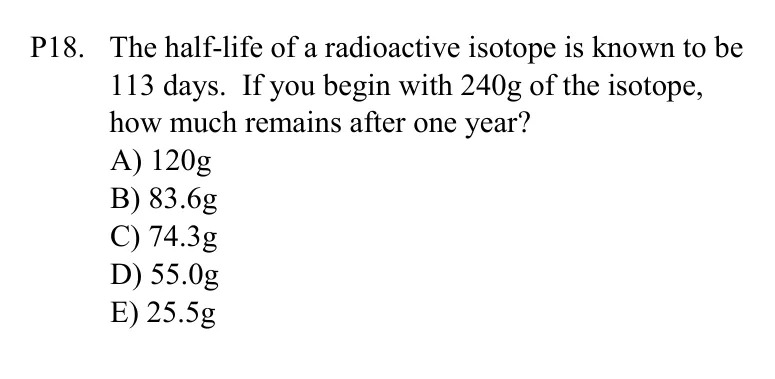 P18. The half-life of a radioactive isotope is known to be
113 days. If you begin with 240g of the isotope,
how much remains after one year?
A) 120g
B) 83.6g
C) 74.3g
D) 55.0g
E) 25.5g